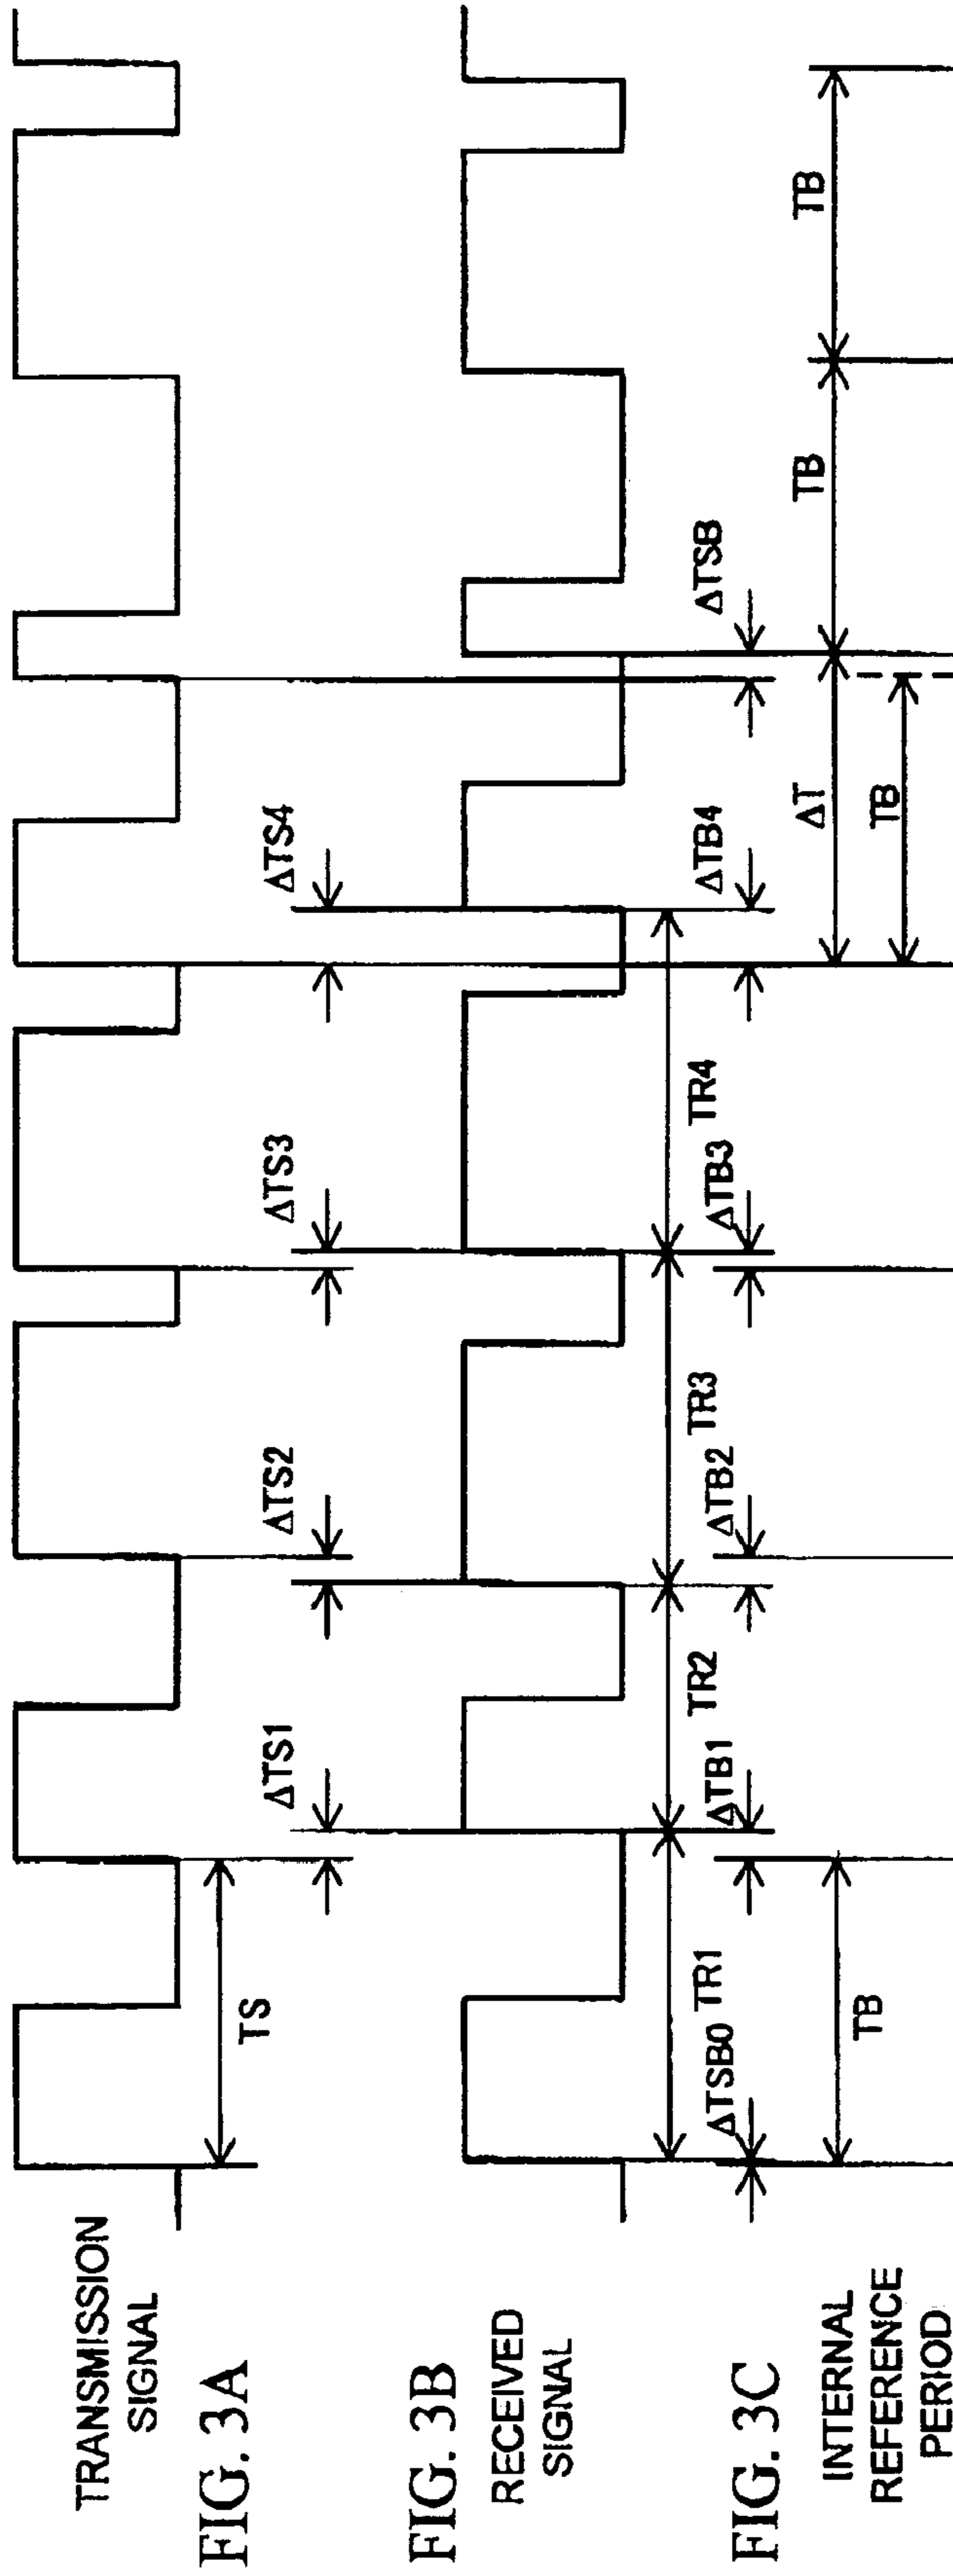 TRANSMISSION
SIGNAL
FIG. 3A
TS
ΔTS1
ΔTS2
ΔTS3
ΔTS4
FIG. 3B
RECEIVED
SIGNAL
TR1
TR2
TR3
TR4
FIG. 3C
INTERNAL
REFERENCE
PERIOD
ΔTSB0
ΔTB1
ΔTB2
ΔTB3
ΔTB4
ΔTSB
TB
ΔT
TB
TB
TB